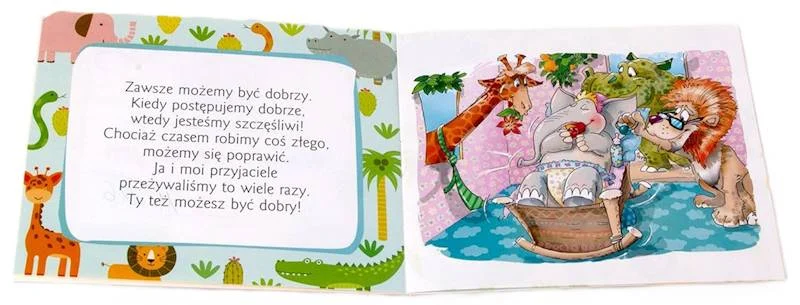 Zawsze możemy być dobrzy.
Kiedy postępujemy dobrze,
wtedy jesteśmy szczęśliwi!
Chociaż czasem robimy coś złego,
możemy się poprawić.
Ja i moi przyjaciele
przeżywaliśmy to wiele razy.
Ty też możesz być dobry!